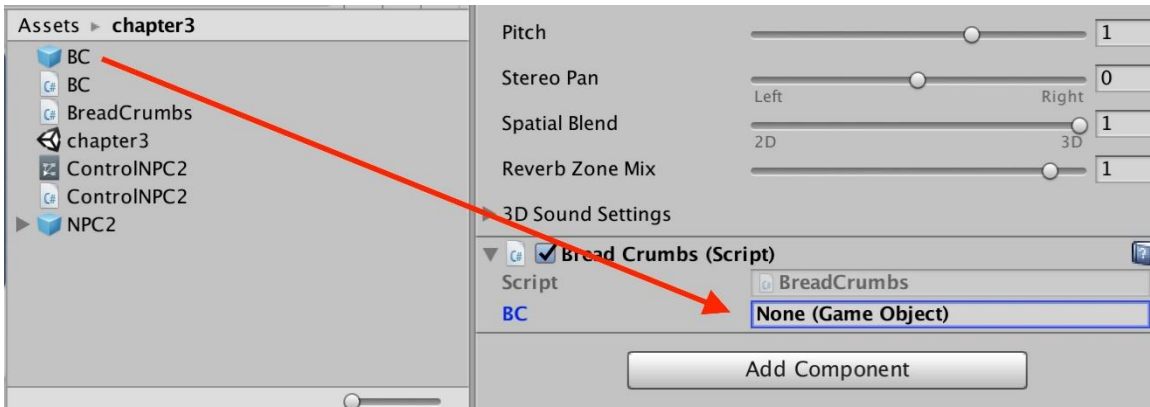 Assets ▸ chapter3
BC
BC
BreadCrumbs
chapter3
ControlNPC2
ControlNPC2
NPC2
Pitch 1
Stereo Pan 0
Left Right
Spatial Blend 1
2D 3D
Reverb Zone Mix 1
3D Sound Settings
Bread Crumbs (Script)
Script BreadCrumbs
BC None (Game Object)
Add Component